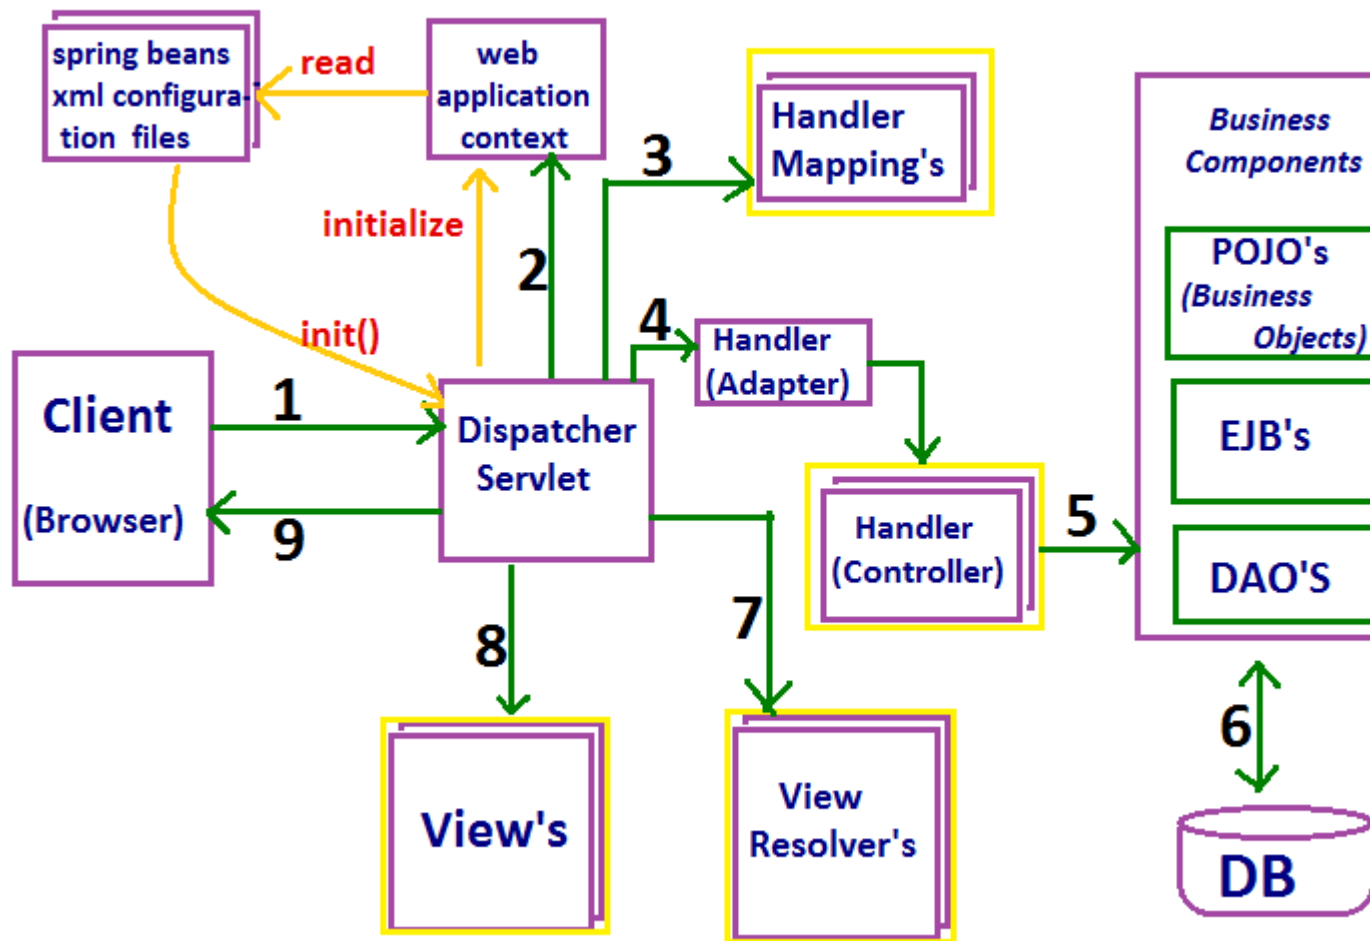 spring beans
xml configura-
tion files
read
web
application
context
3
Handler
Mapping's
Business
Components
initialize
2
POJO's
(Business
Objects)
init()
4
Handler
(Adapter)
Client
(Browser)
1
9
Dispatcher
Servlet
EJB's
Handler
(Controller)
5
DAO'S
8
7
6
View's
View
Resolver's
DB